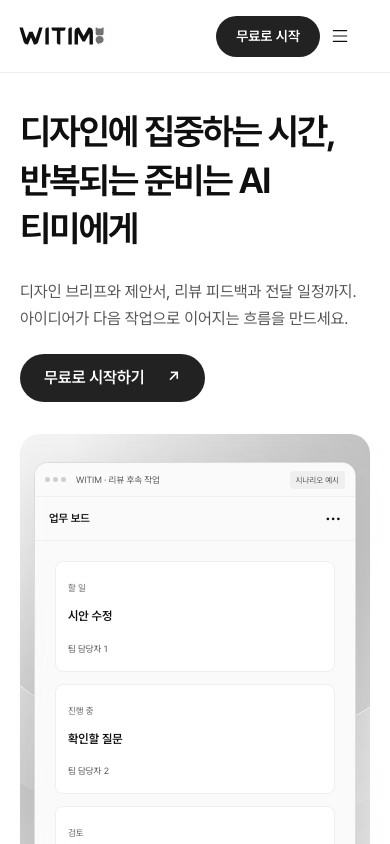 WITIM
무료로 시작
디자인에 집중하는 시간,
반복되는 준비는 AI
티미에게
디자인 브리프와 제안서, 리뷰 피드백과 전달 일정까지.
아이디어가 다음 작업으로 이어지는 흐름을 만드세요.
무료로 시작하기
WITIM · 리뷰 후속 작업
시나리오 예시
업무 보드
할 일
시안 수정
팀 담당자 1
진행 중
확인할 질문
팀 담당자 2
검토